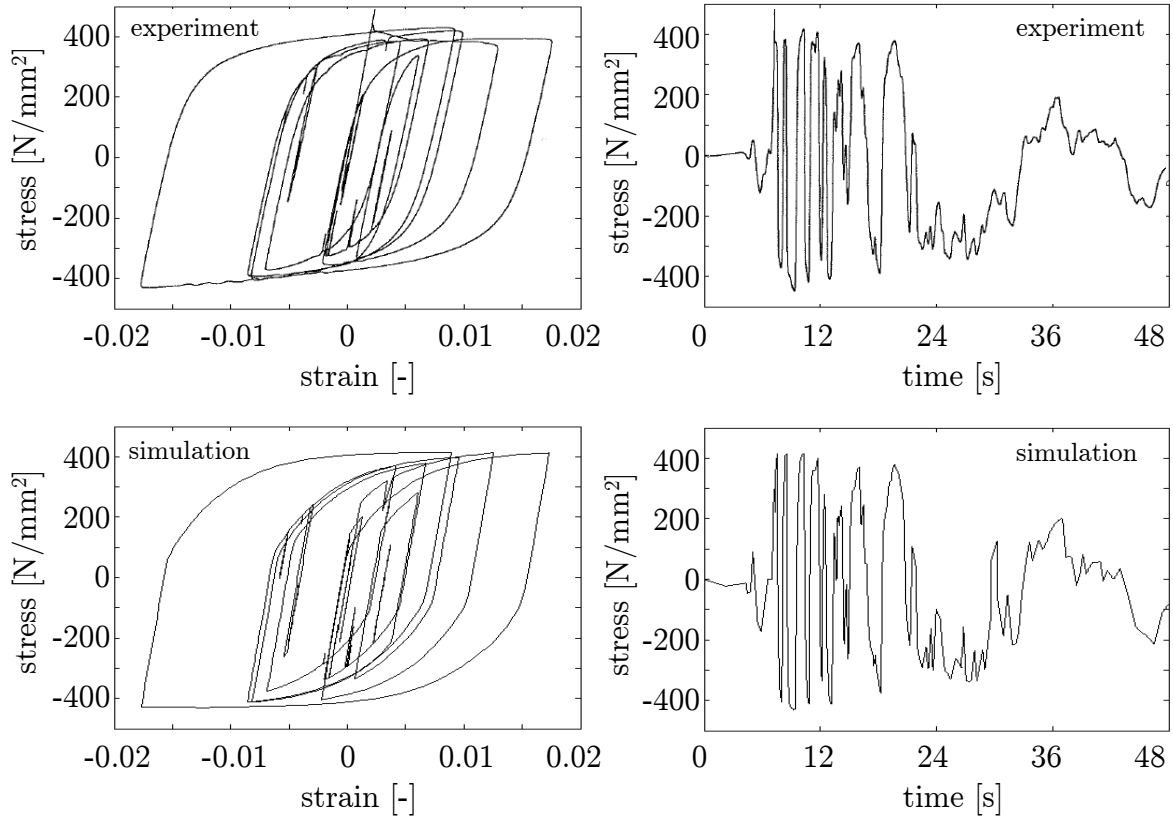 experiment
400
200
0
-200
-400
stress [N/mm²]
-0.02 -0.01 0 0.01 0.02
strain [-]
experiment
400
200
0
-200
-400
stress [N/mm²]
0 12 24 36 48
time [s]
simulation
400
200
0
-200
-400
stress [N/mm²]
-0.02 -0.01 0 0.01 0.02
strain [-]
simulation
400
200
0
-200
-400
stress [N/mm²]
0 12 24 36 48
time [s]